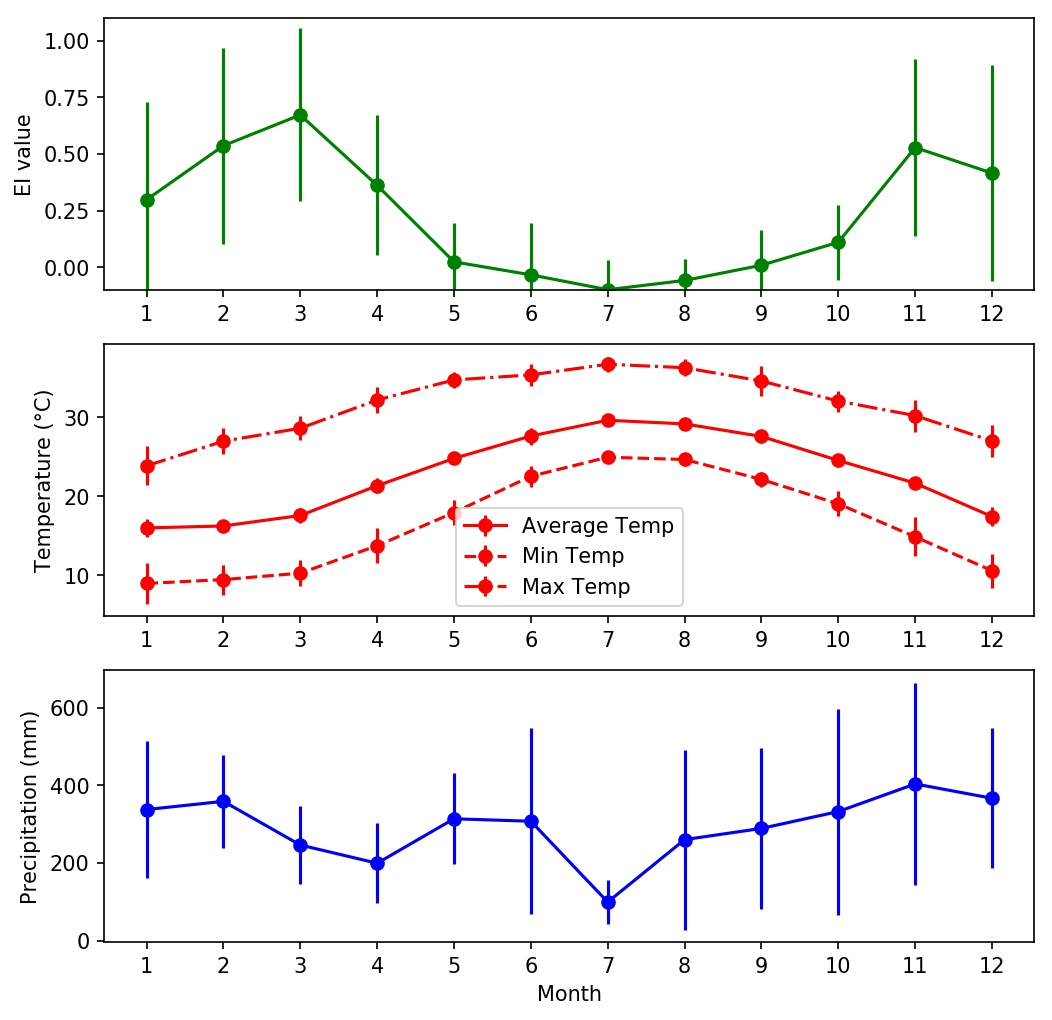 EI value
1.00
0.75
0.50
0.25
0.00
1 2 3 4 5 6 7 8 9 10 11 12
Temperature (°C)
30
20
10
Average Temp
Min Temp
Max Temp
1 2 3 4 5 6 7 8 9 10 11 12
Precipitation (mm)
600
400
200
0
1 2 3 4 5 6 7 8 9 10 11 12
Month